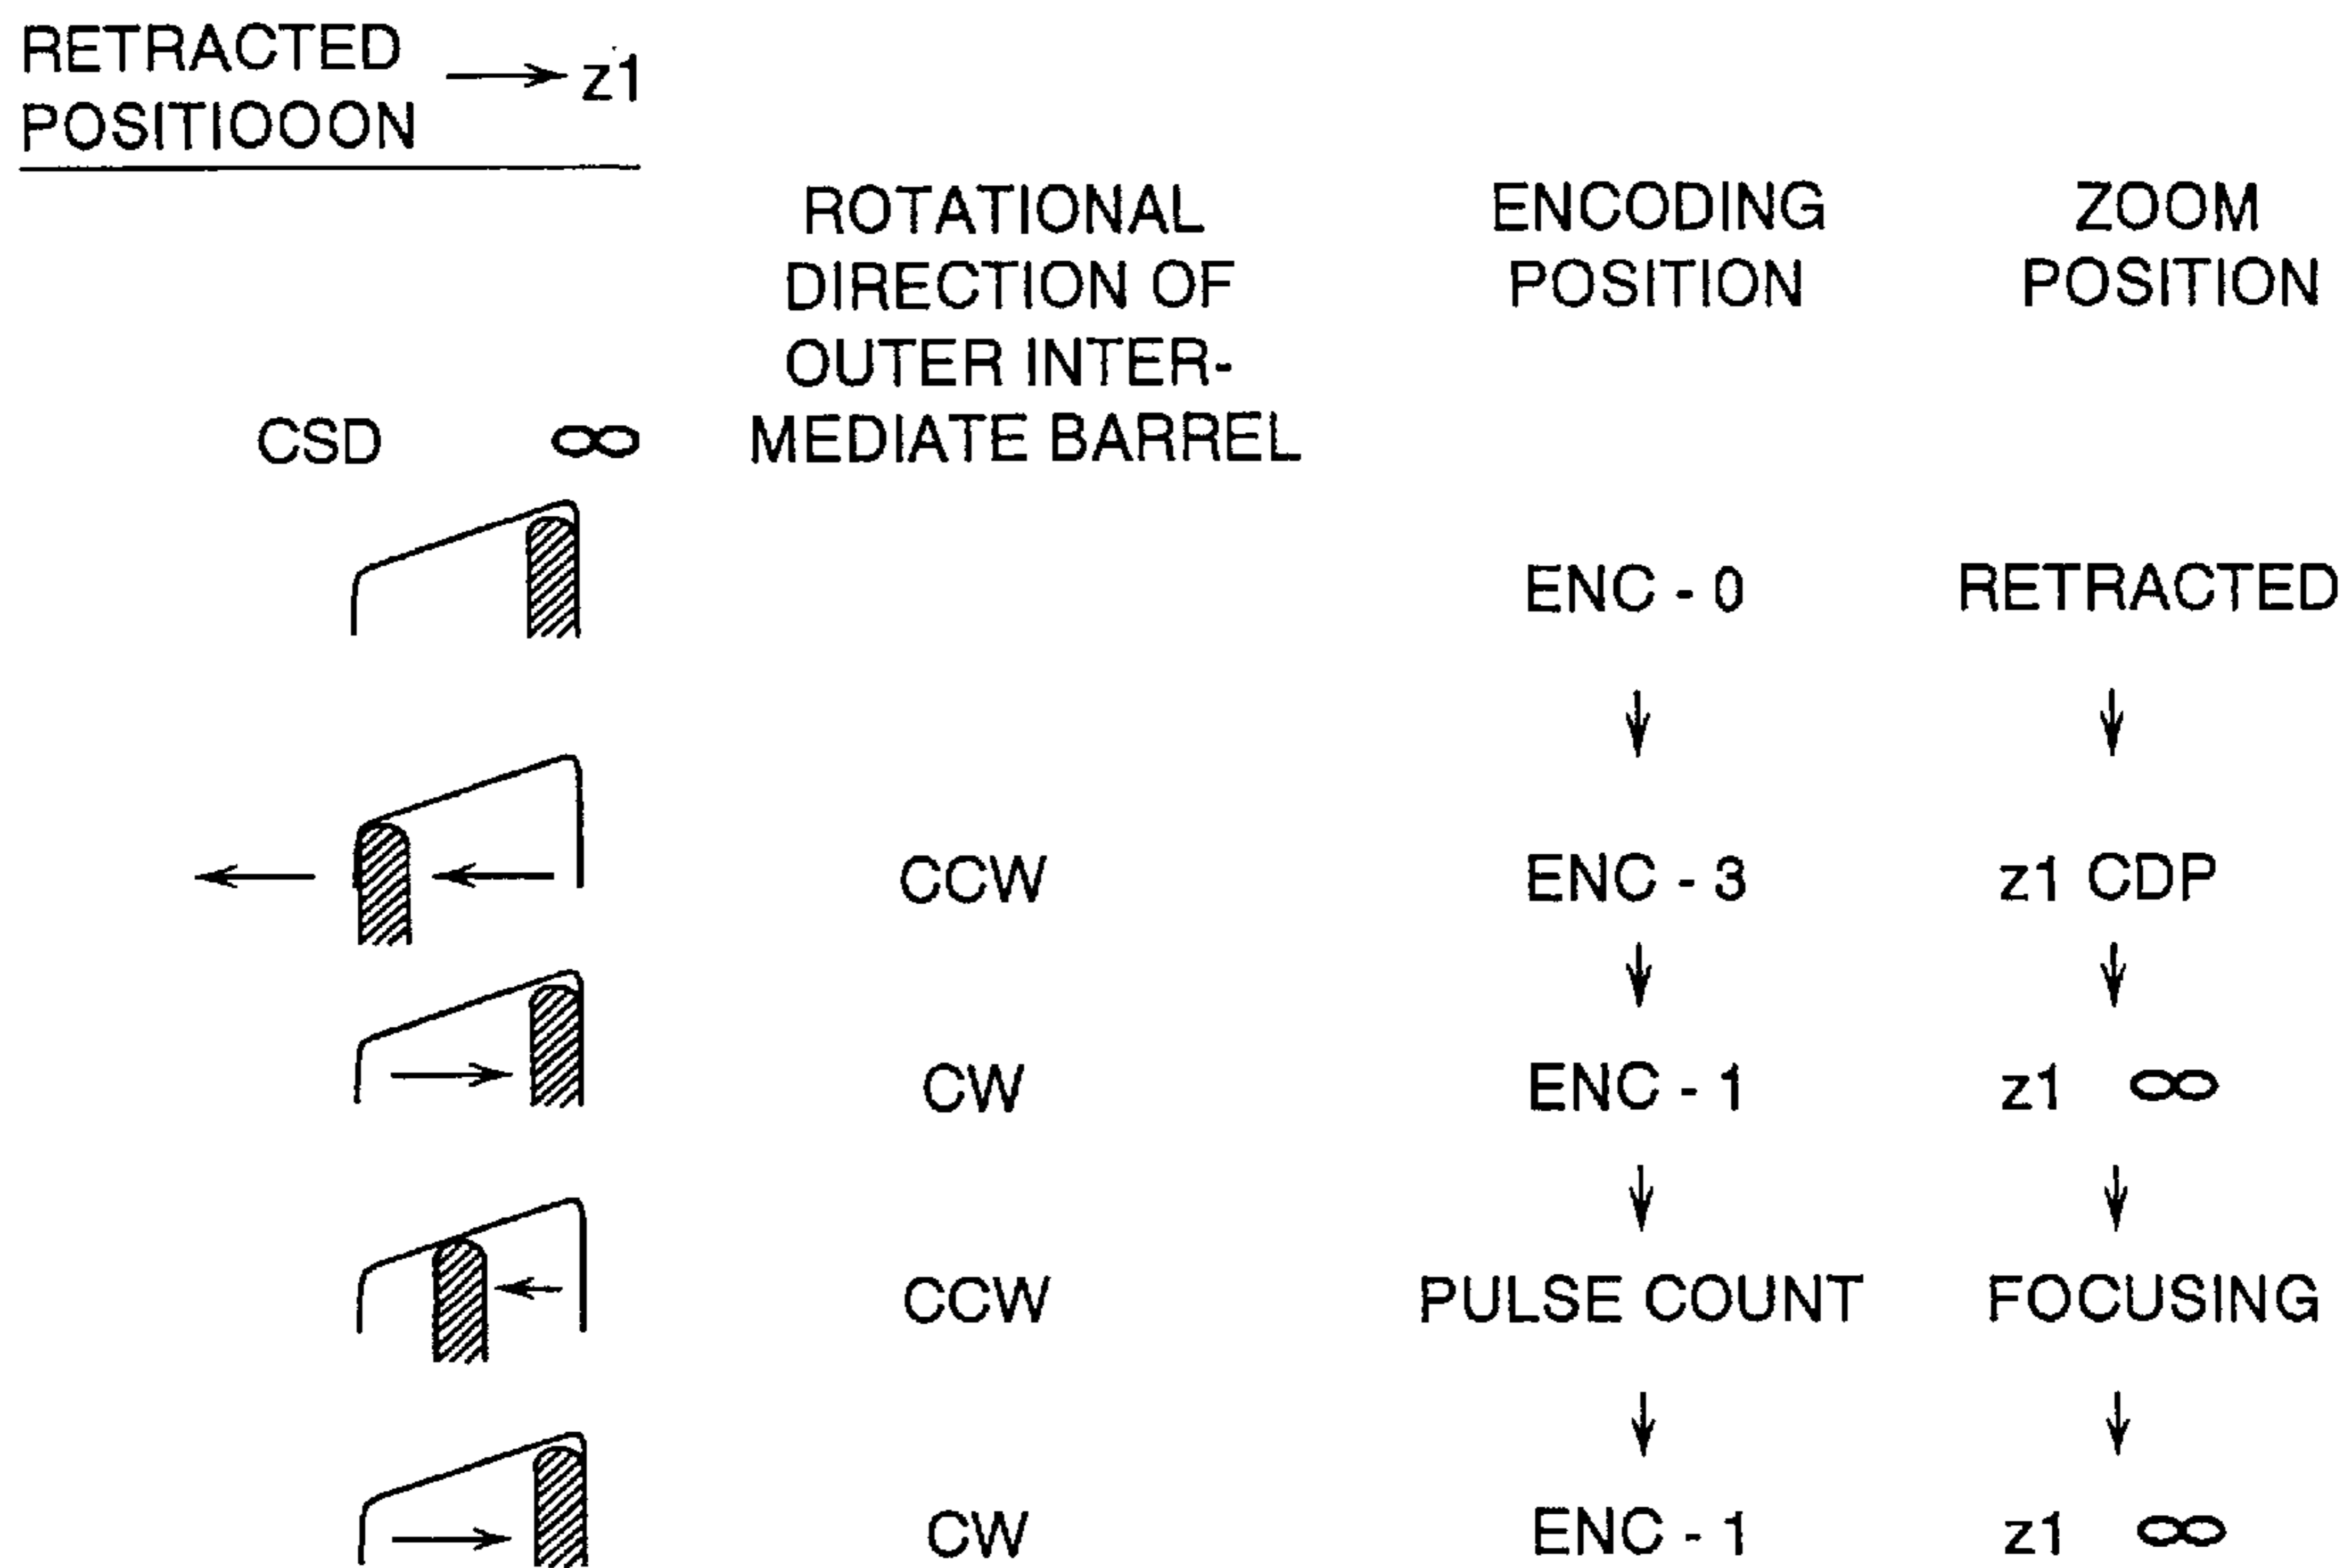 RETRACTED
POSITIOOON
z1
ROTATIONAL
DIRECTION OF
OUTER INTER-
MEDIATE BARREL
ENCODING
POSITION
ZOOM
POSITION
CSD ∞
ENC - 0 RETRACTED
CCW ENC - 3 z1 CDP
CW ENC - 1 z1 ∞
CCW PULSE COUNT FOCUSING
CW ENC - 1 z1 ∞